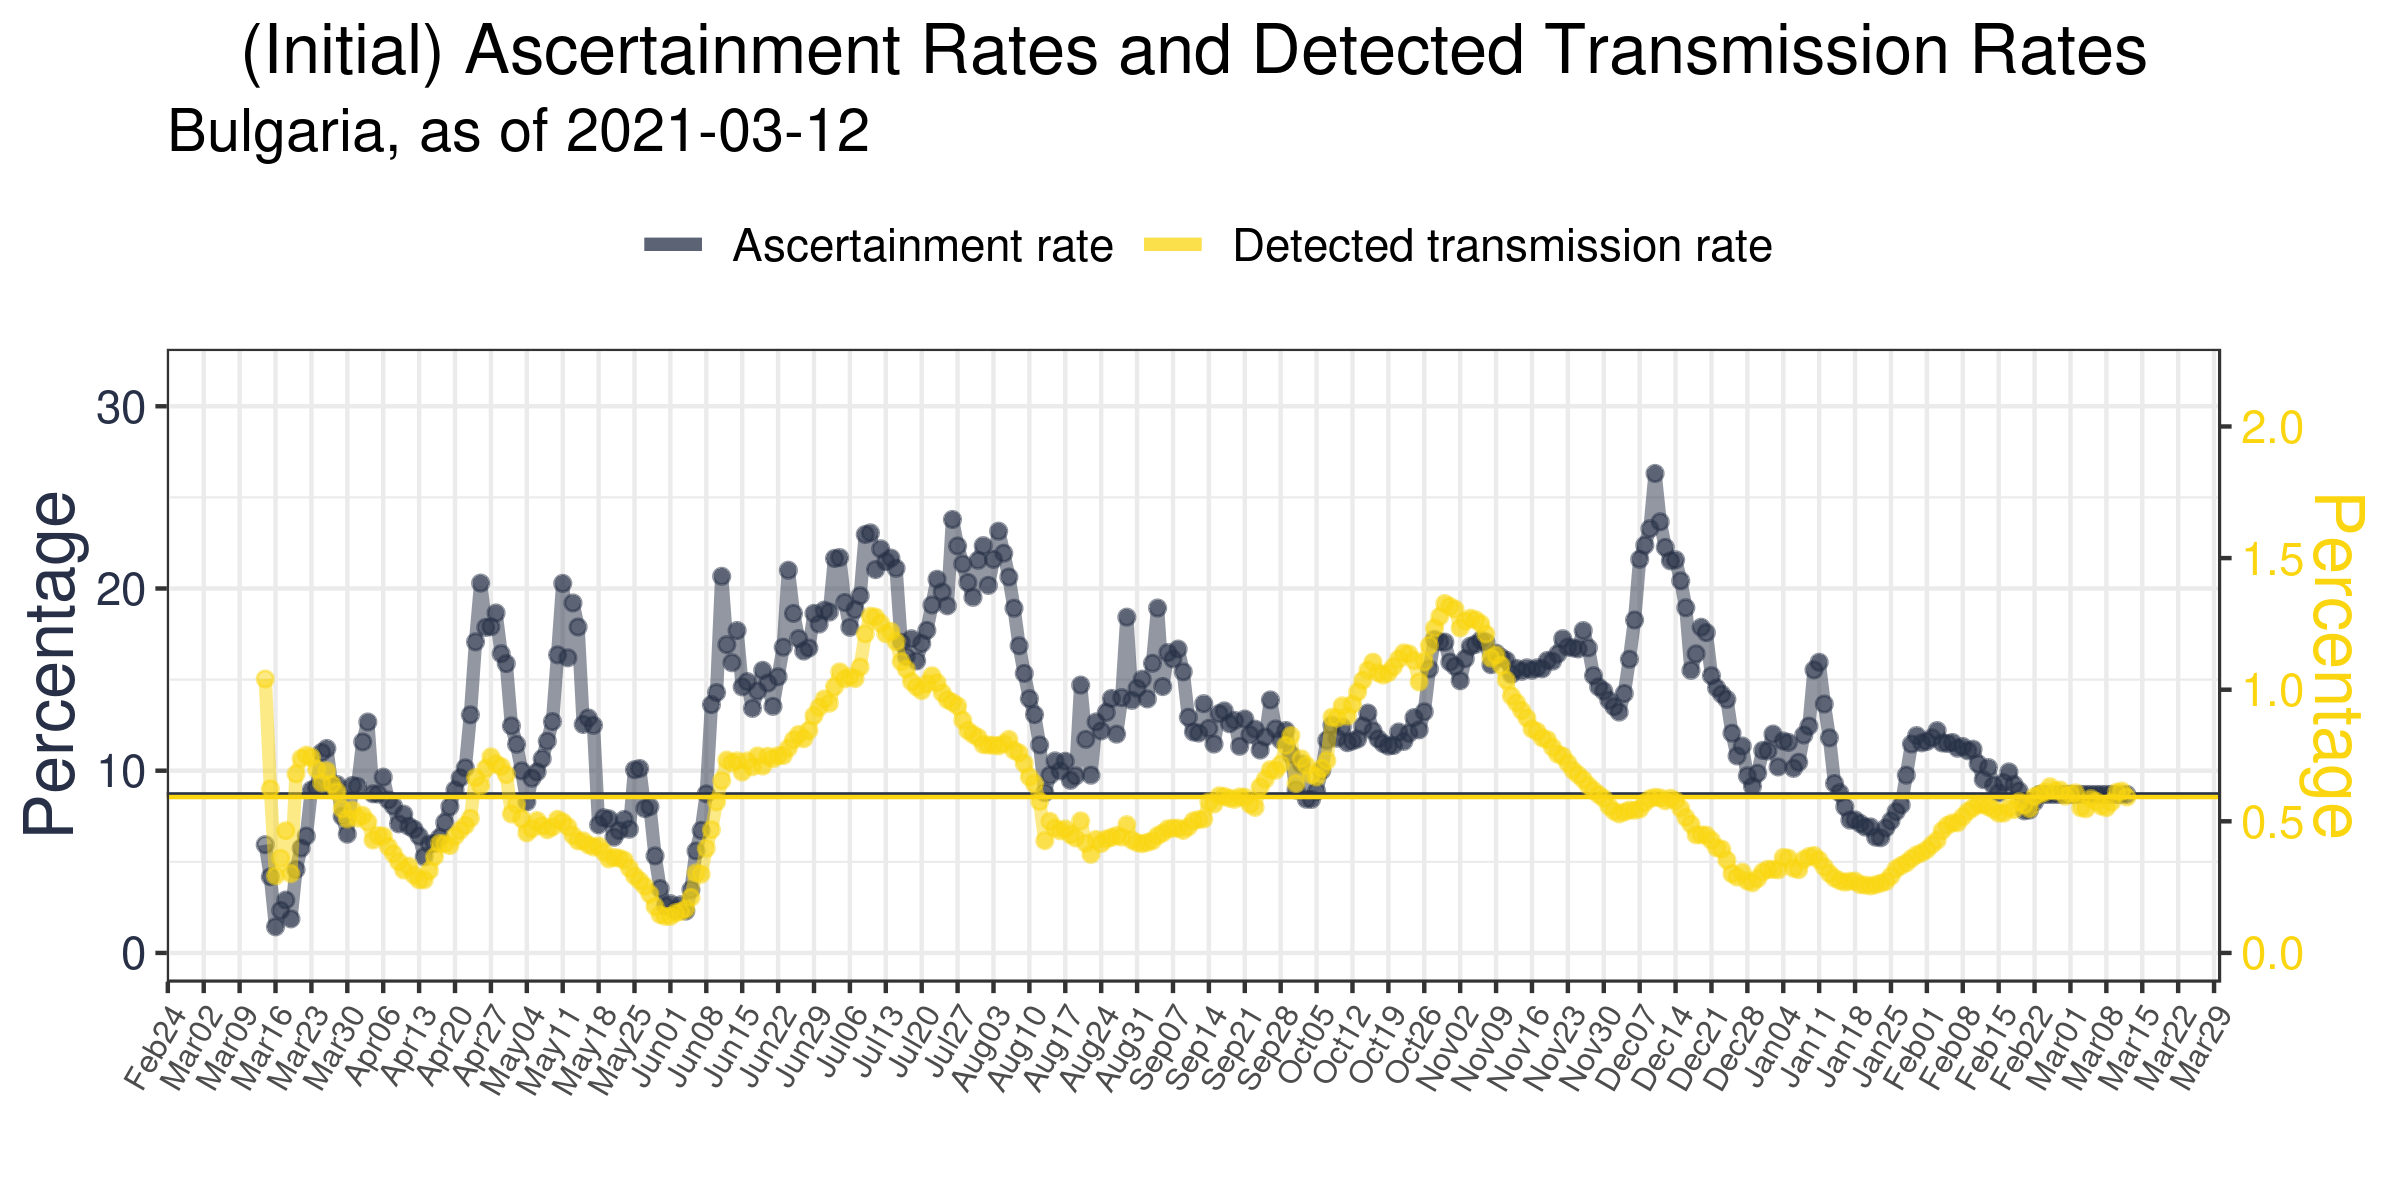 (Initial) Ascertainment Rates and Detected Transmission Rates
Bulgaria, as of 2021-03-12
Ascertainment rate Detected transmission rate
Percentage
30
20
10
0
2.0
1.5
1.0
0.5
0.0
Percentage
Feb24 Mar02 Mar09 Mar16 Mar23 Mar30 Apr06 Apr13 Apr20 Apr27 May04 May11 May18 May25 Jun01 Jun08 Jun15 Jun22 Jun29 Jul06 Jul13 Jul20 Jul27 Aug03 Aug10 Aug17 Aug24 Aug31 Sep07 Sep14 Sep21 Sep28 Oct05 Oct12 Oct19 Oct26 Nov02 Nov09 Nov16 Nov23 Nov30 Dec07 Dec14 Dec21 Dec28 Jan04 Jan11 Jan18 Jan25 Feb01 Feb08 Feb15 Feb22 Mar01 Mar08 Mar15 Mar22 Mar29